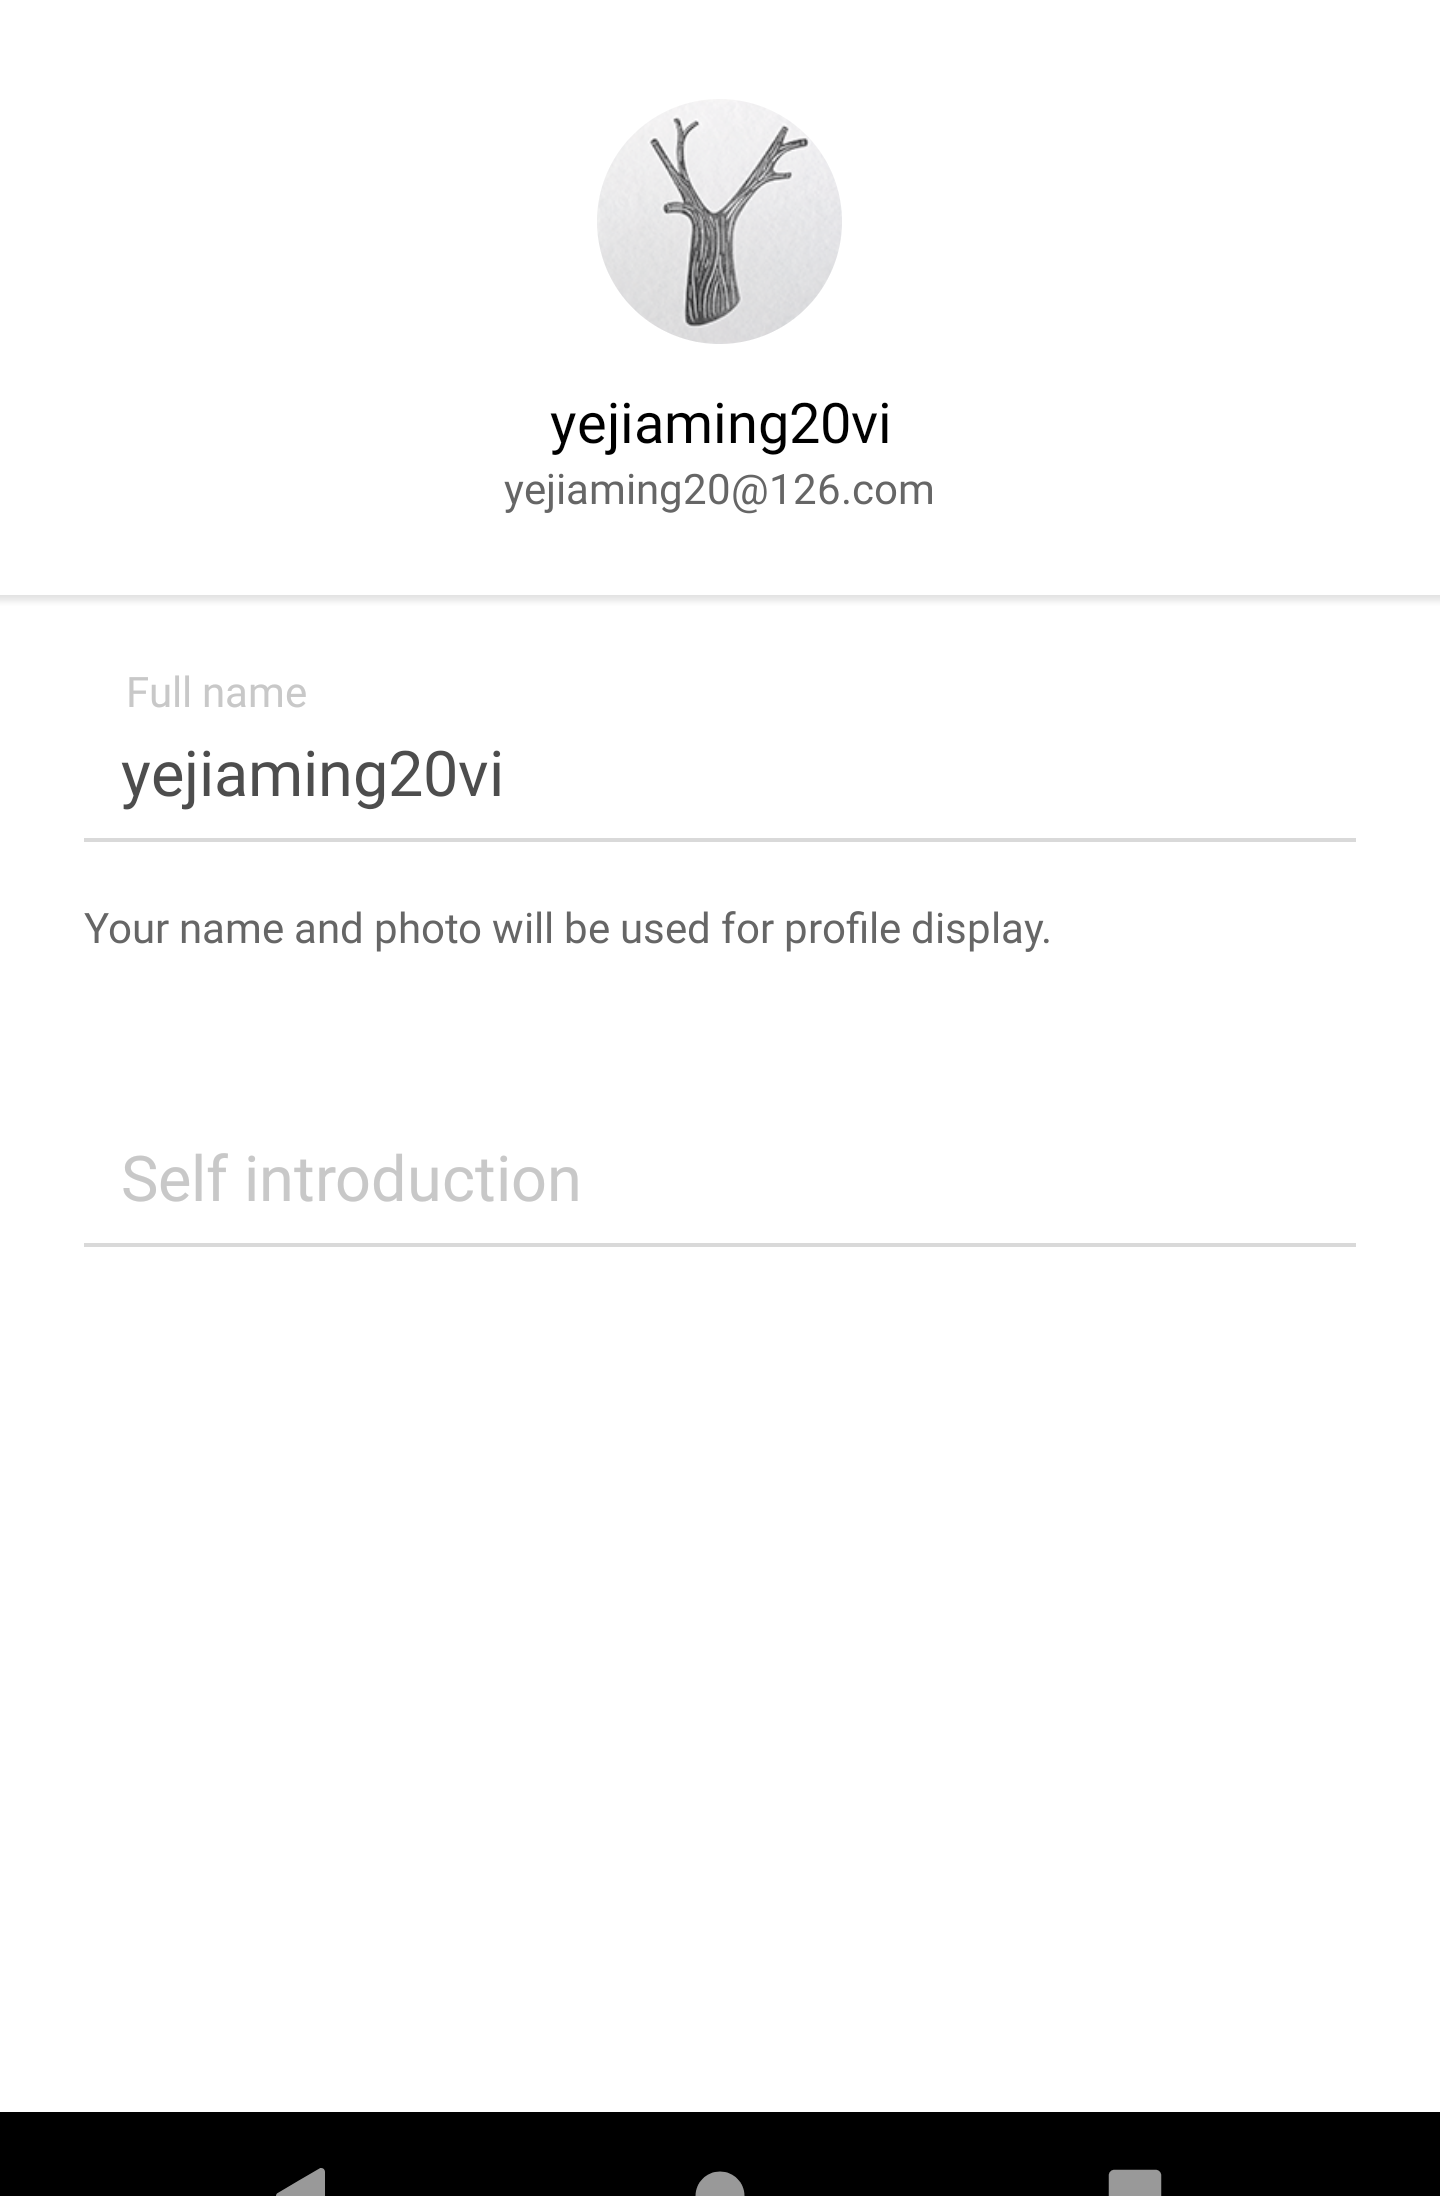 yejiaming20vi
yejiaming20@126.com
Full name
yejiaming20vi
Your name and photo will be used for profile display.
Self introduction